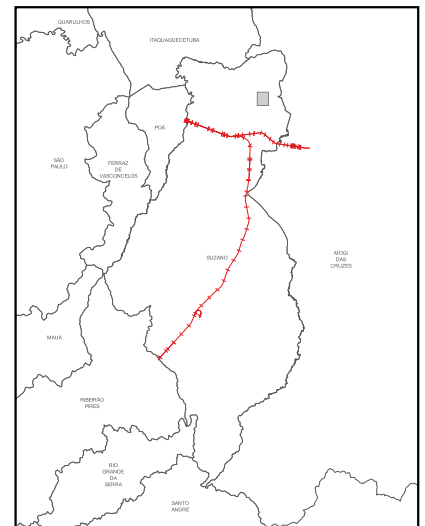 GUARULHOS
ITAQUAQUECETUBA
POÁ
SÃO
PAULO
FERRAZ
DE
VASCONCELOS
SUZANO
MOGI
DAS
CRUZES
MAUÁ
RIBEIRÃO
PIRES
RIO
GRANDE
DA
SERRA
SANTO
ANDRÉ